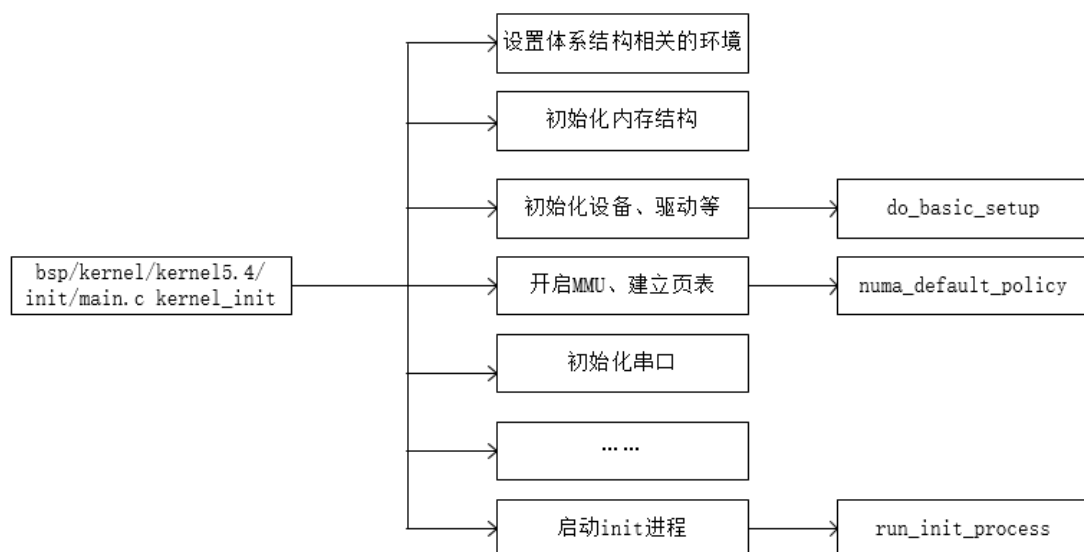 设置体系结构相关的环境
初始化内存结构
初始化设备、驱动等
do_basic_setup
bsp/kernel/kernel5.4/
init/main.c kernel_init
开启MMU、建立页表
numa_default_policy
初始化串口
……
启动init进程
run_init_process